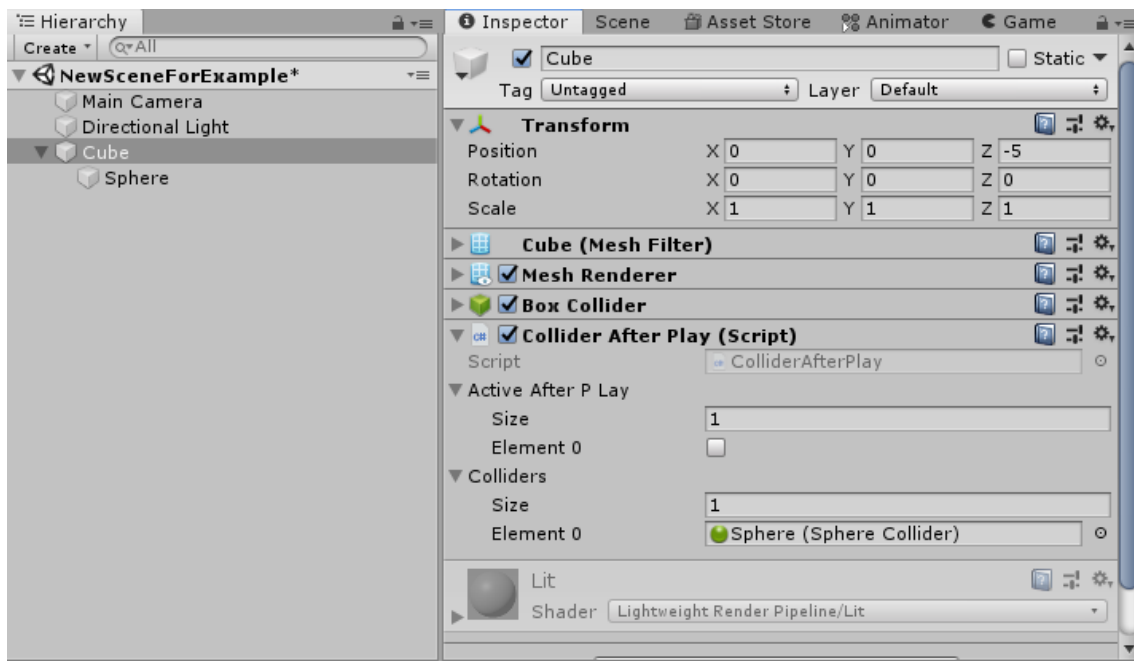 Hierarchy
Create All
NewSceneForExample*
Main Camera
Directional Light
Cube
Sphere
Inspector Scene Asset Store Animator Game
Cube Static
Tag Untagged Layer Default
Transform
Position X 0 Y 0 Z -5
Rotation X 0 Y 0 Z 0
Scale X 1 Y 1 Z 1
Cube (Mesh Filter)
Mesh Renderer
Box Collider
C# Collider After Play (Script)
Script ColliderAfterPlay
Active After P Lay
Size 1
Element 0
Colliders
Size 1
Element 0 Sphere (Sphere Collider)
Lit
Shader Lightweight Render Pipeline/Lit